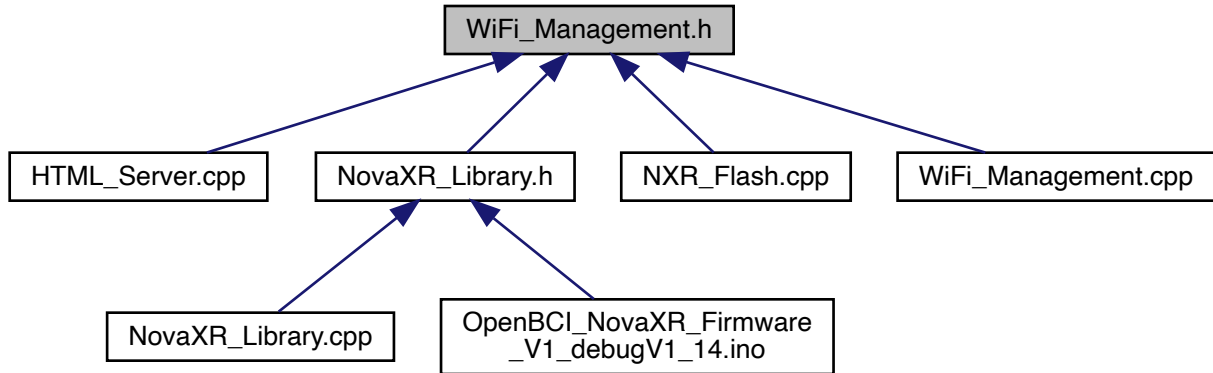 WiFi_Management.h
HTML_Server.cpp
NovaXR_Library.h
NXR_Flash.cpp
WiFi_Management.cpp
NovaXR_Library.cpp
OpenBCI_NovaXR_Firmware
_V1_debugV1_14.ino